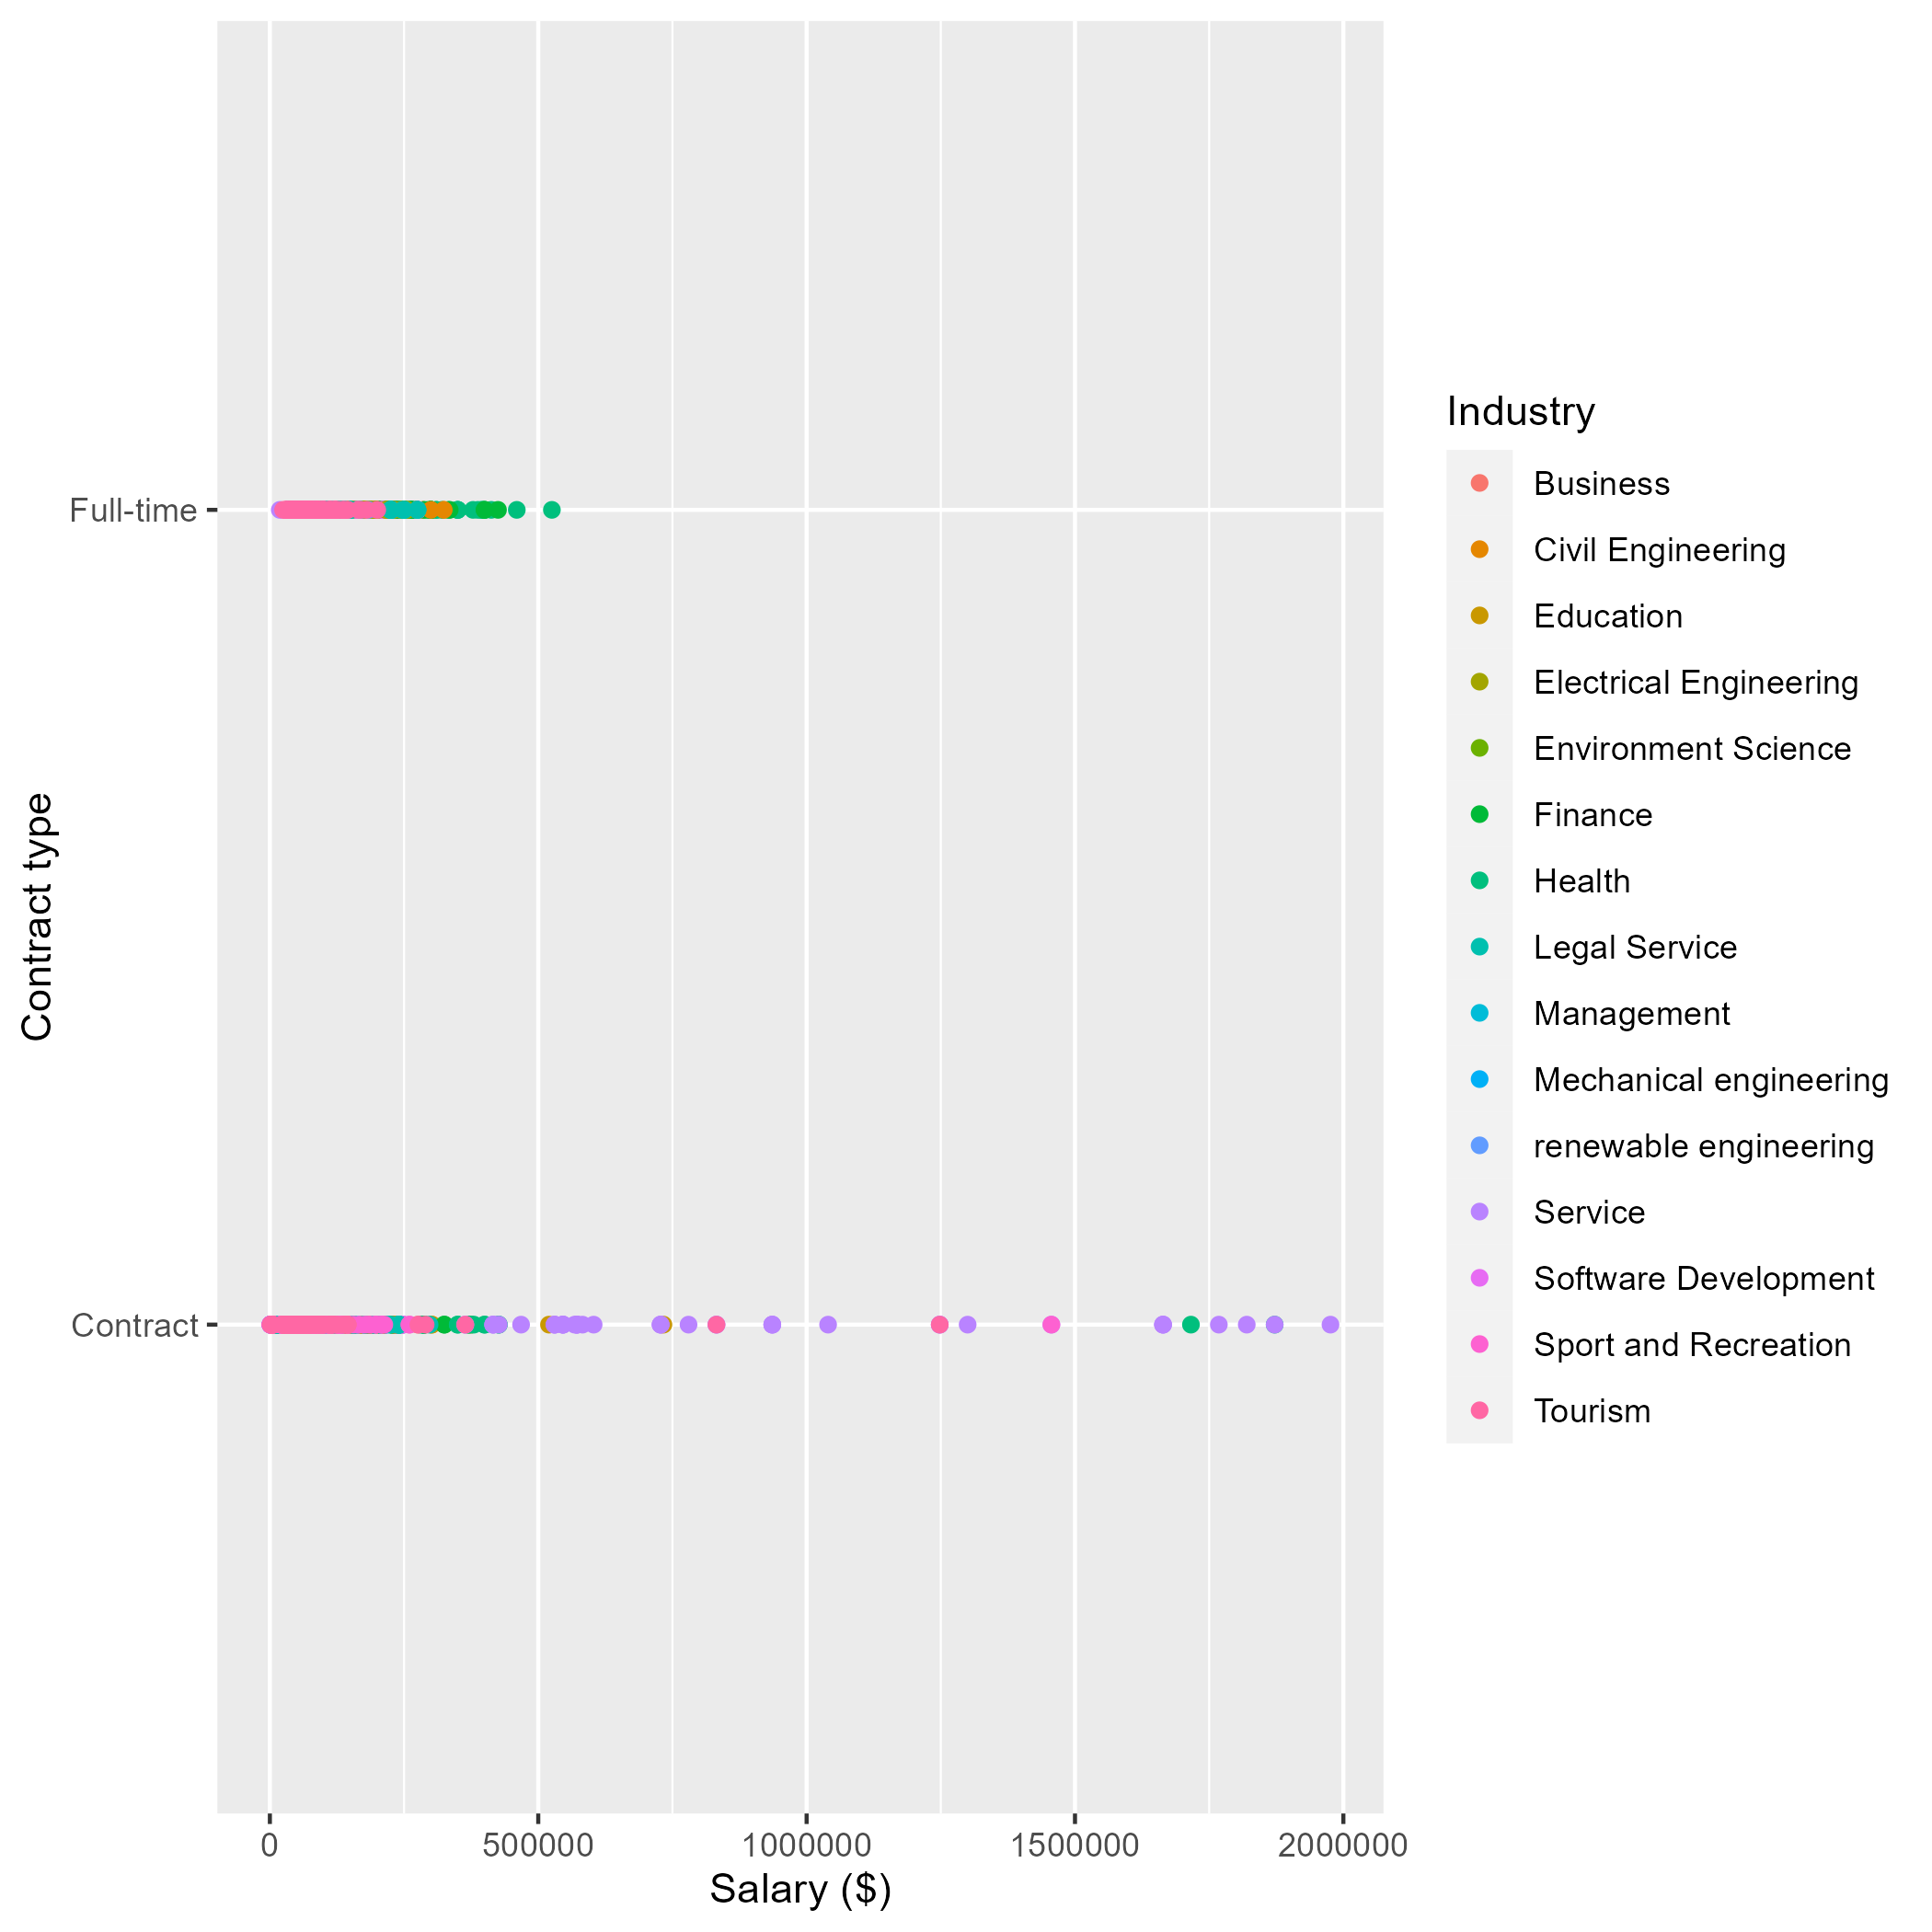 Full-time
Contract
Contract type
0
500000
1000000
1500000
2000000
Salary ($)
Industry
Business
Civil Engineering
Education
Electrical Engineering
Environment Science
Finance
Health
Legal Service
Management
Mechanical engineering
renewable engineering
Service
Software Development
Sport and Recreation
Tourism